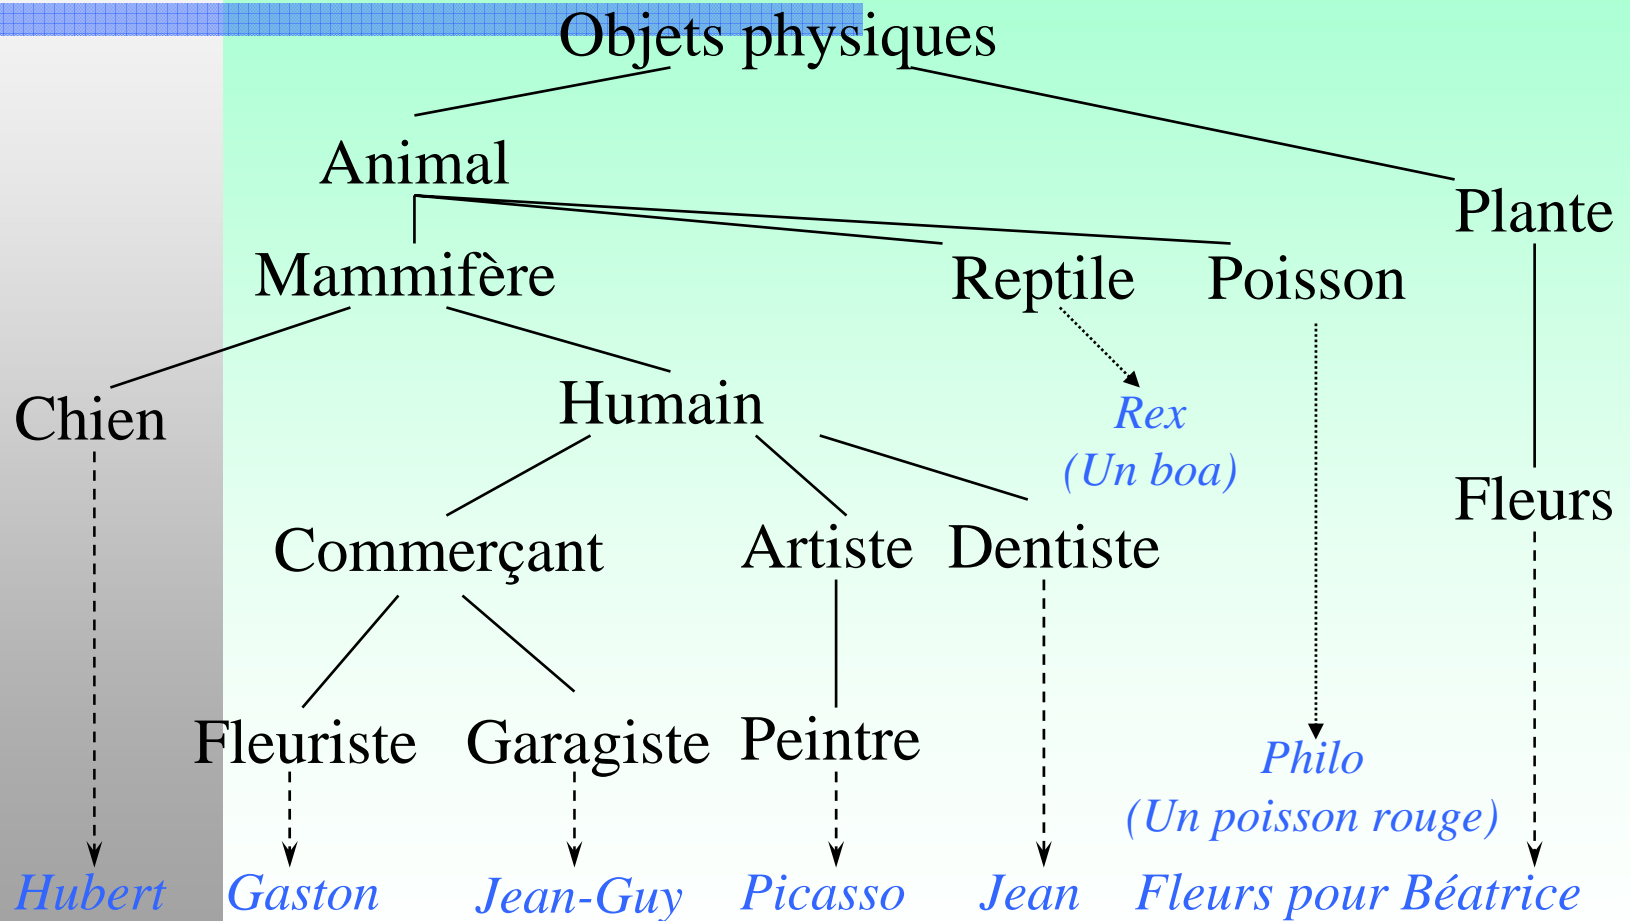 Objets physiques
Animal
Plante
Mammifère
Reptile
Poisson
Chien
Humain
Rex
(Un boa)
Fleurs
Commerçant
Artiste
Dentiste
Fleuriste
Garagiste
Peintre
Philo
(Un poisson rouge)
Hubert
Gaston
Jean-Guy
Picasso
Jean
Fleurs pour Béatrice